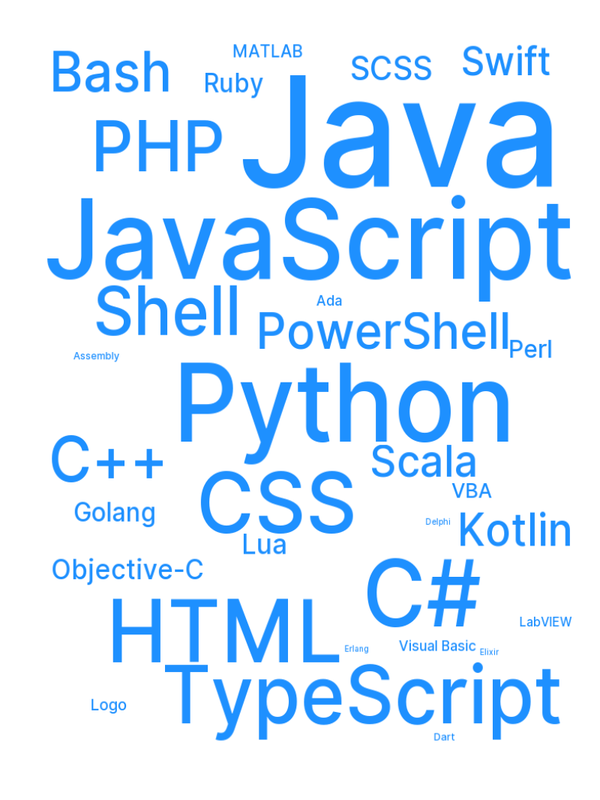 MATLAB
Bash
Ruby
SCSS
Swift
Java
PHP
JavaScript
Shell
Ada
PowerShell
Perl
Assembly
Python
C++
Scala
CSS
VBA
Golang
Delphi
Kotlin
Lua
Objective-C
C#
HTML
LabVIEW
Erlang
Visual Basic
Elixir
TypeScript
Logo
Dart